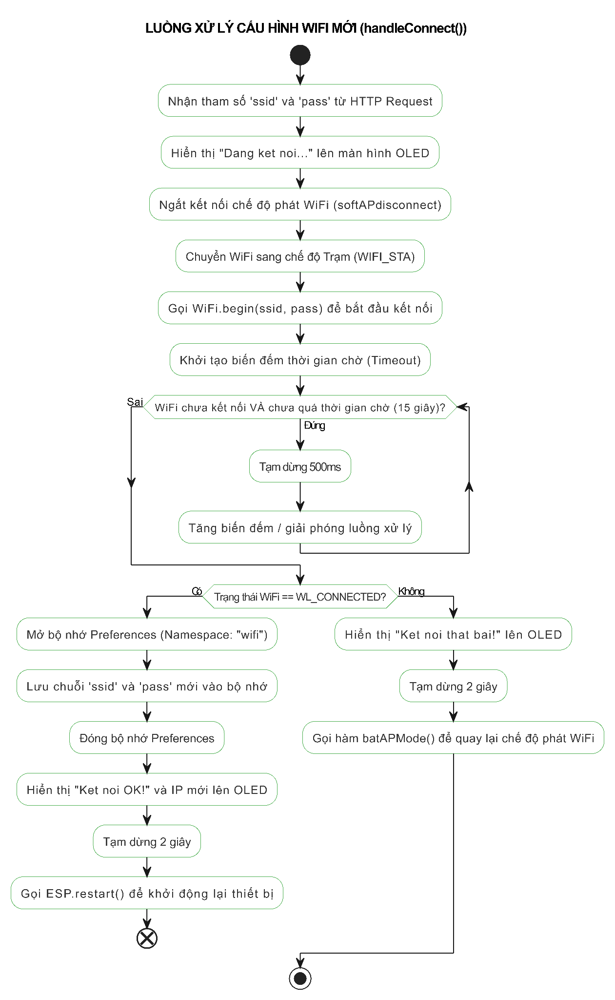 LUỒNG XỬ LÝ CẤU HÌNH WIFI MỚI (handleConnect())
Nhận tham số 'ssid' và 'pass' từ HTTP Request
Hiển thị "Dang ket noi..." lên màn hình OLED
Ngắt kết nối chế độ phát WiFi (softAPdisconnect)
Chuyển WiFi sang chế độ Trạm (WIFI_STA)
Gọi WiFi.begin(ssid, pass) để bắt đầu kết nối
Khởi tạo biến đếm thời gian chờ (Timeout)
Sai
WiFi chưa kết nối VÀ chưa quá thời gian chờ (15 giây)?
Đúng
Tạm dừng 500ms
Tăng biến đếm / giải phóng luồng xử lý
Có
Trạng thái WiFi == WL_CONNECTED?
Không
Mở bộ nhớ Preferences (Namespace: "wifi")
Lưu chuỗi 'ssid' và 'pass' mới vào bộ nhớ
Đóng bộ nhớ Preferences
Hiển thị "Ket noi OK!" và IP mới lên OLED
Tạm dừng 2 giây
Gọi ESP.restart() để khởi động lại thiết bị
Hiển thị "Ket noi that bai!" lên OLED
Tạm dừng 2 giây
Gọi hàm batAPMode() để quay lại chế độ phát WiFi